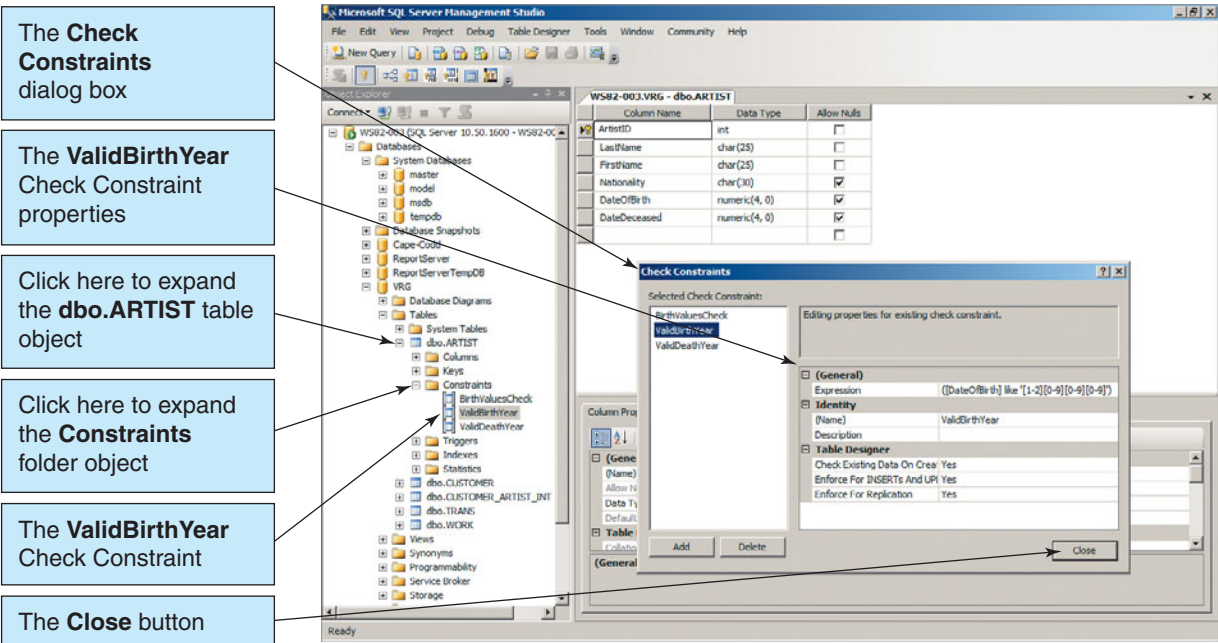 The Check
Constraints
dialog box
The ValidBirthYear
Check Constraint
properties
Click here to expand
the dbo.ARTIST table
object
Click here to expand
the Constraints
folder object
The ValidBirthYear
Check Constraint
The Close button
Microsoft SQL Server Management Studio
File Edit View Project Debug Table Designer Tools Window Community Help
New Query
Object Explorer
Connect
WS82-003 (SQL Server 10.50.1600 - WS82-00
Databases
System Databases
master
model
msdb
tempdb
Database Snapshots
Cape-Codd
ReportServer
ReportServerTempDB
VRG
Database Diagrams
Tables
System Tables
dbo.ARTIST
Columns
Keys
Constraints
BirthValuesCheck
ValidBirthYear
ValidDeathYear
Triggers
Indexes
Statistics
dbo.CUSTOMER
dbo.CUSTOMER_ARTIST_INT
dbo.TRANS
dbo.WORK
Views
Synonyms
Programmability
Service Broker
Storage
WS82-003.VRG - dbo.ARTIST
Column Name Data Type Allow Nulls
ArtistID int
LastName char(25)
FirstName char(25)
Nationality char(30)
DateOfBirth numeric(4, 0)
DateDeceased numeric(4, 0)
Check Constraints
Selected Check Constraint:
BirthValuesCheck
ValidBirthYear
ValidDeathYear
Editing properties for existing check constraint.
(General)
Expression ([DateOfBirth] like '[1-2][0-9][0-9][0-9]')
Identity
(Name) ValidBirthYear
Description
Table Designer
Check Existing Data On Crea Yes
Enforce For INSERTs And UPI Yes
Enforce For Replication Yes
Add Delete Close
Column Prop
(Gene
(Name)
Allow N
Data Ty
Default
Table
Collatio
(General
Ready